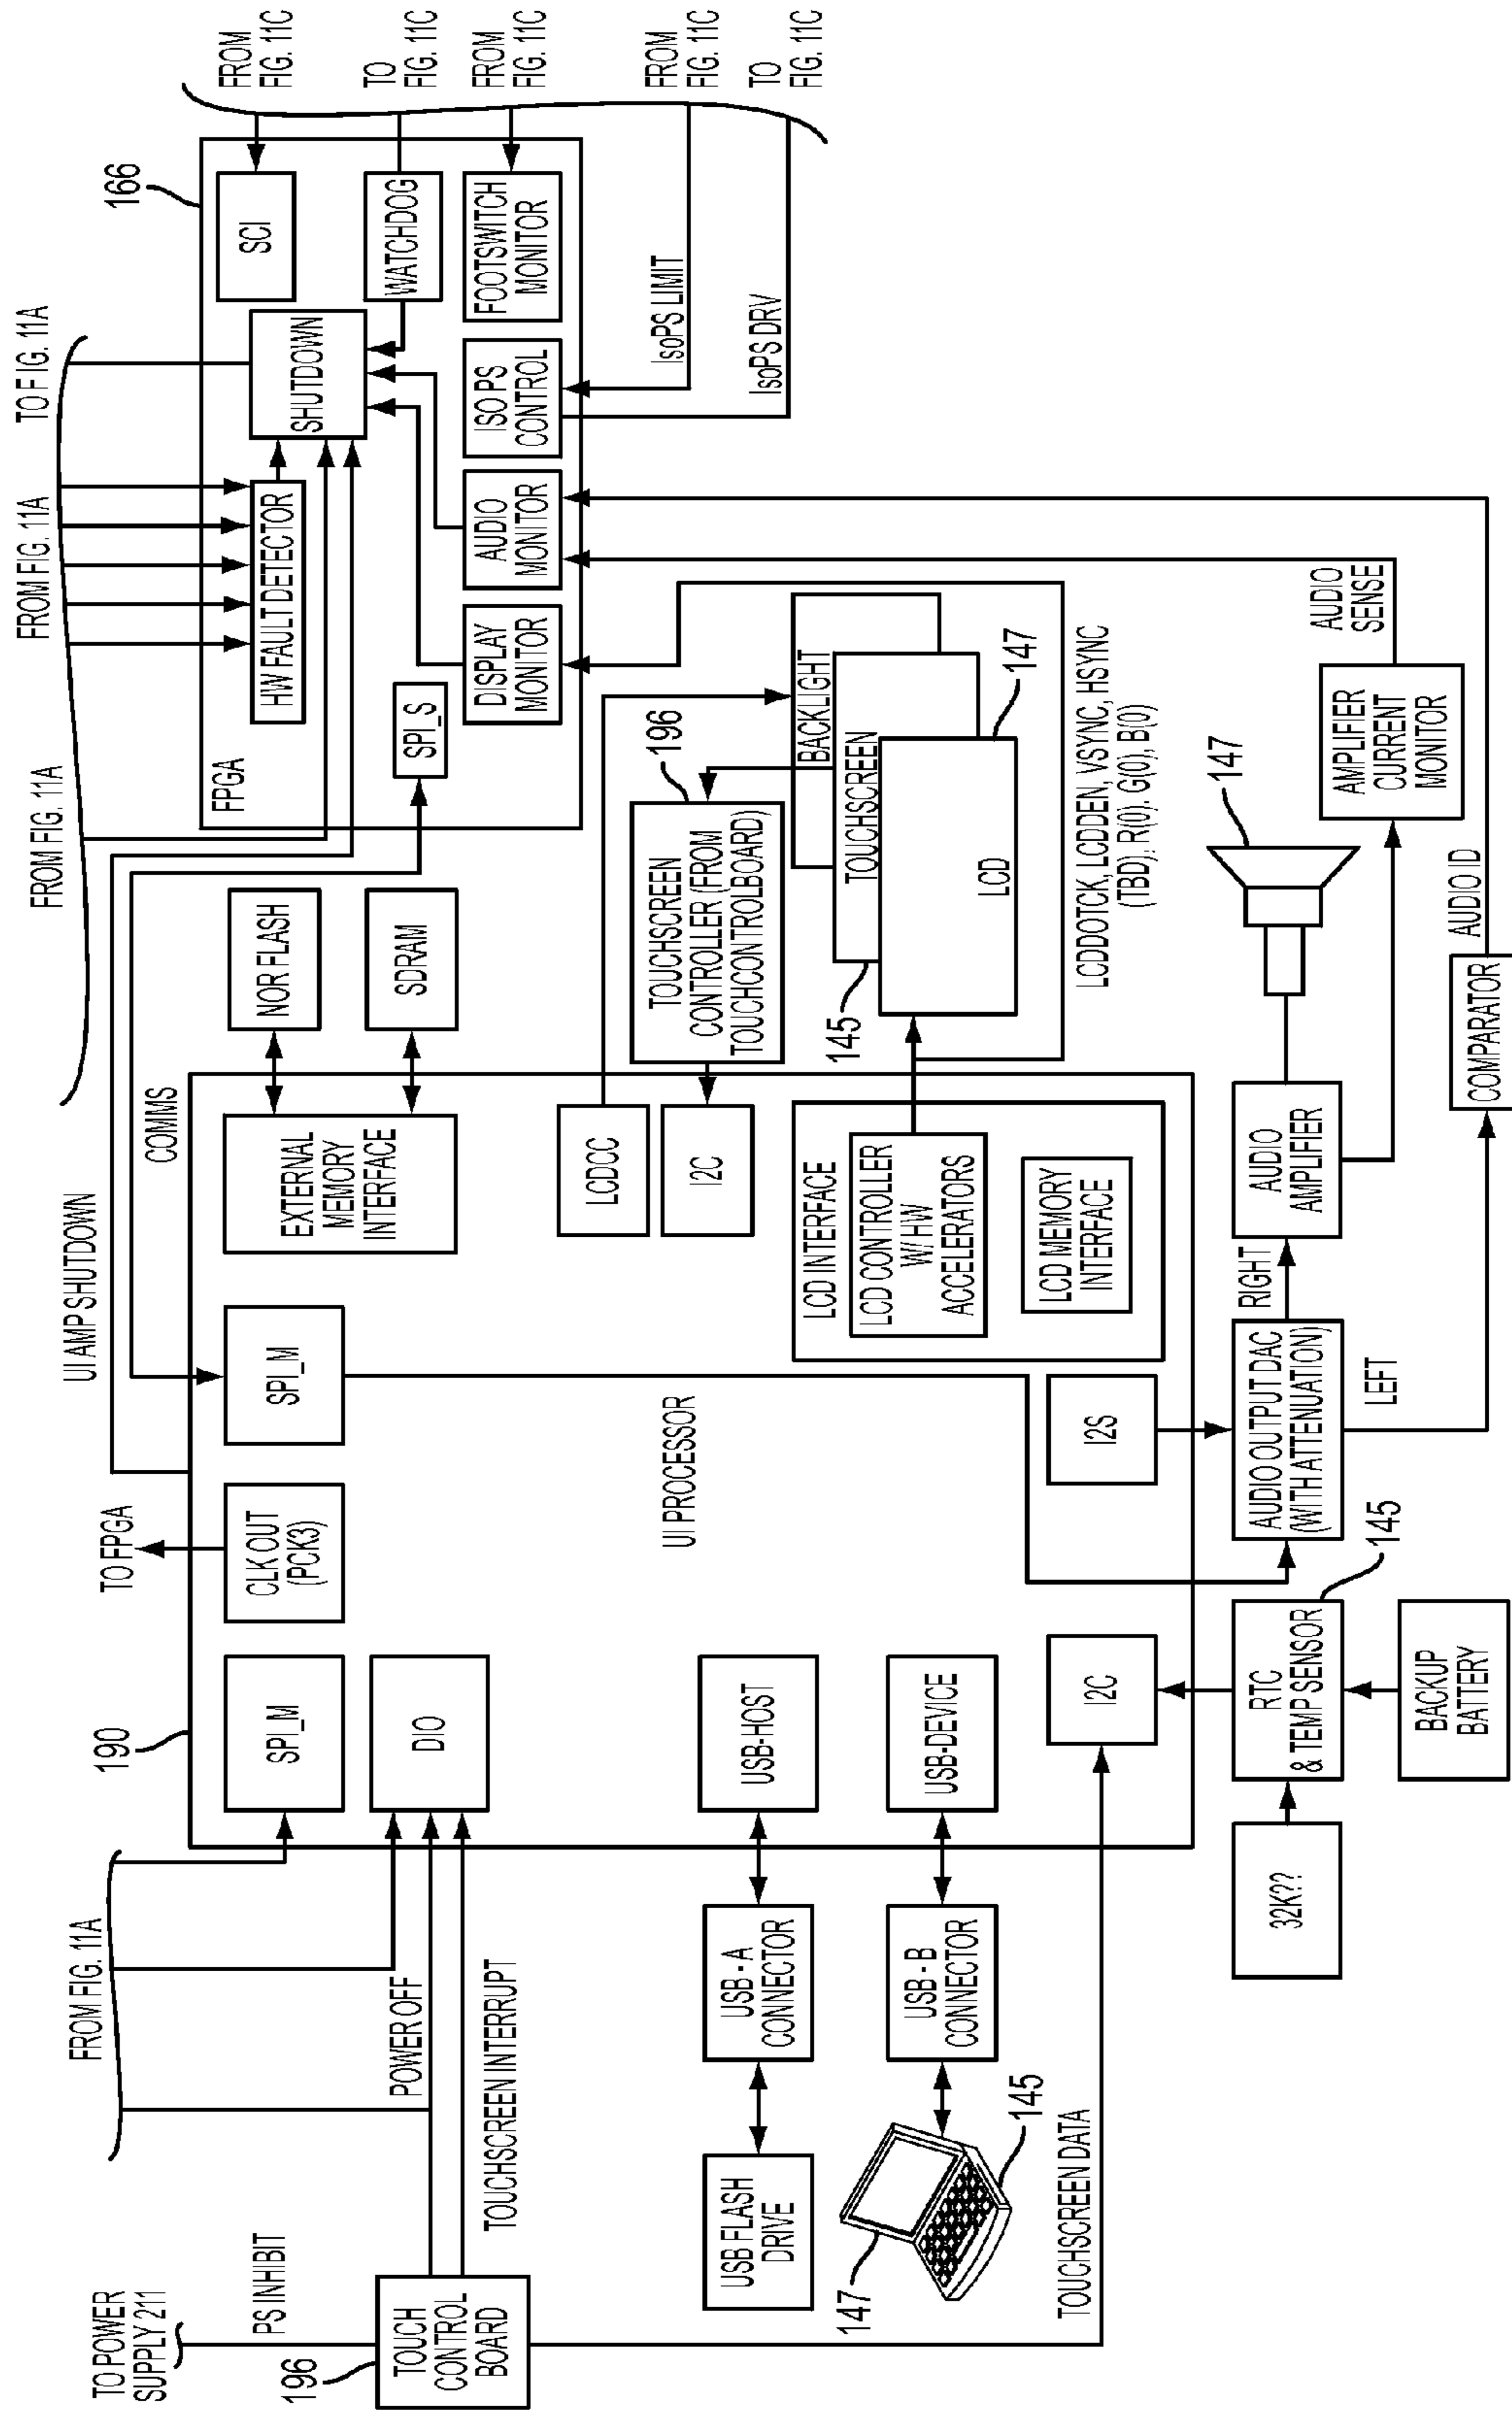 TO POWER
SUPPLY 211
PS INHIBIT
196
TOUCH
CONTROL
BOARD
FROM FIG. 11A
POWER OFF
TOUCHSCREEN INTERRUPT
TOUCHSCREEN DATA
USB FLASH
DRIVE
USB - A
CONNECTOR
USB - B
CONNECTOR
147
145
190
SPI_M
DIO
USB-HOST
USB-DEVICE
I2C
32K??
RTC
& TEMP SENSOR
145
BACKUP
BATTERY
TO FPGA
CLK OUT
(PCK3)
UI AMP SHUTDOWN
COMMS
SPI_M
UI PROCESSOR
I2S
AUDIO OUTPUT DAC
(WITH ATTENUATION)
RIGHT
LEFT
EXTERNAL
MEMORY
INTERFACE
NOR FLASH
SDRAM
LCDCC
I2C
LCD INTERFACE
LCD CONTROLLER
W/ HW
ACCELERATORS
LCD MEMORY
INTERFACE
AUDIO
AMPLIFIER
147
COMPARATOR
AUDIO ID
AMPLIFIER
CURRENT
MONITOR
AUDIO
SENSE
TOUCHSCREEN
CONTROLLER (FROM
TOUCHCONTROLBOARD)
196
BACKLIGHT
TOUCHSCREEN
LCD
145
147
LCDDOTCK, LCDDEN, VSYNC, HSYNC
(TBD), R(0). G(0), B(0)
FROM FIG. 11A
FROM FIG. 11A
TO FIG. 11A
166
FPGA
SPI_S
HW FAULT DETECTOR
SHUTDOWN
SCI
WATCHDOG
DISPLAY
MONITOR
AUDIO
MONITOR
ISO PS
CONTROL
FOOTSWITCH
MONITOR
IsoPS LIMIT
IsoPS DRV
FROM
FIG. 11C
TO
FIG. 11C
FROM
FIG. 11C
FROM
FIG. 11C
TO
FIG. 11C